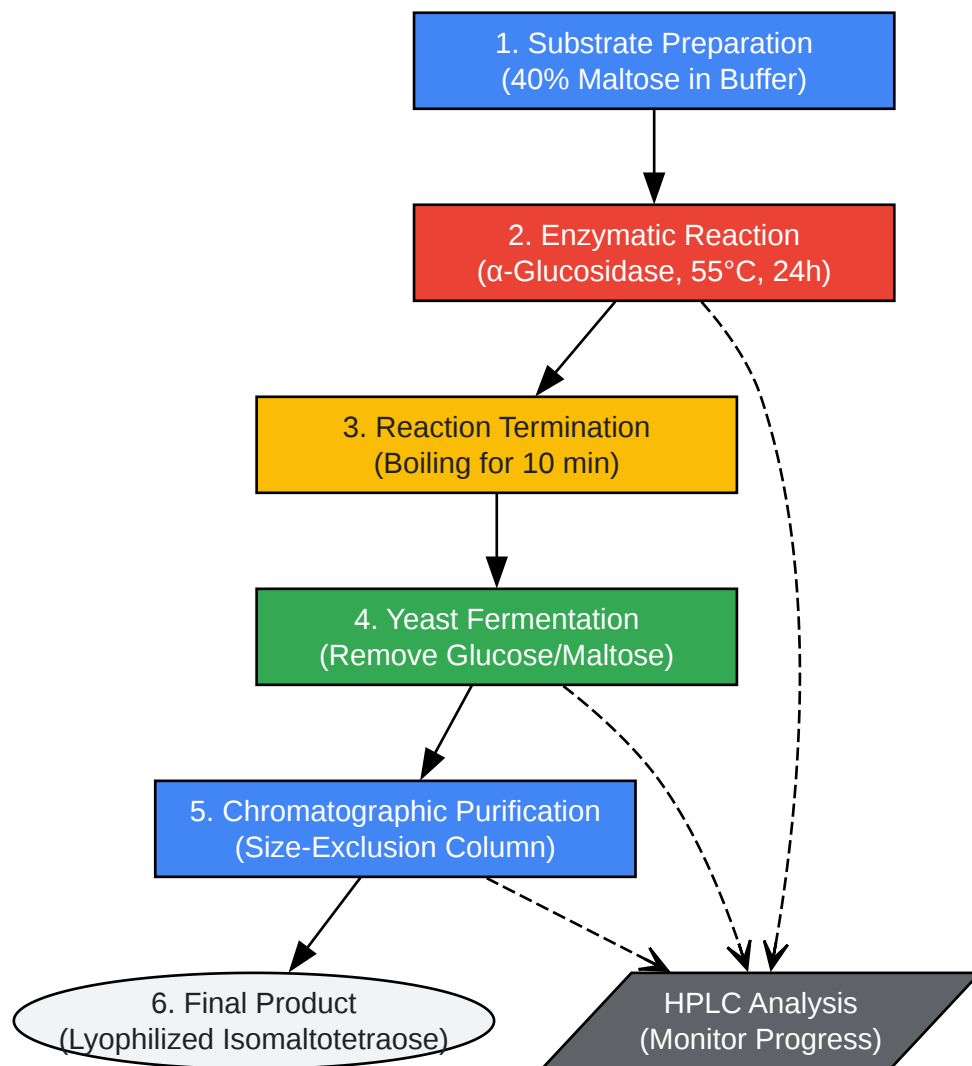 1. Substrate Preparation
(40% Maltose in Buffer)
2. Enzymatic Reaction
(α-Glucosidase, 55°C, 24h)
3. Reaction Termination
(Boiling for 10 min)
4. Yeast Fermentation
(Remove Glucose/Maltose)
5. Chromatographic Purification
(Size-Exclusion Column)
6. Final Product
(Lyophilized Isomaltotetraose)
HPLC Analysis
(Monitor Progress)